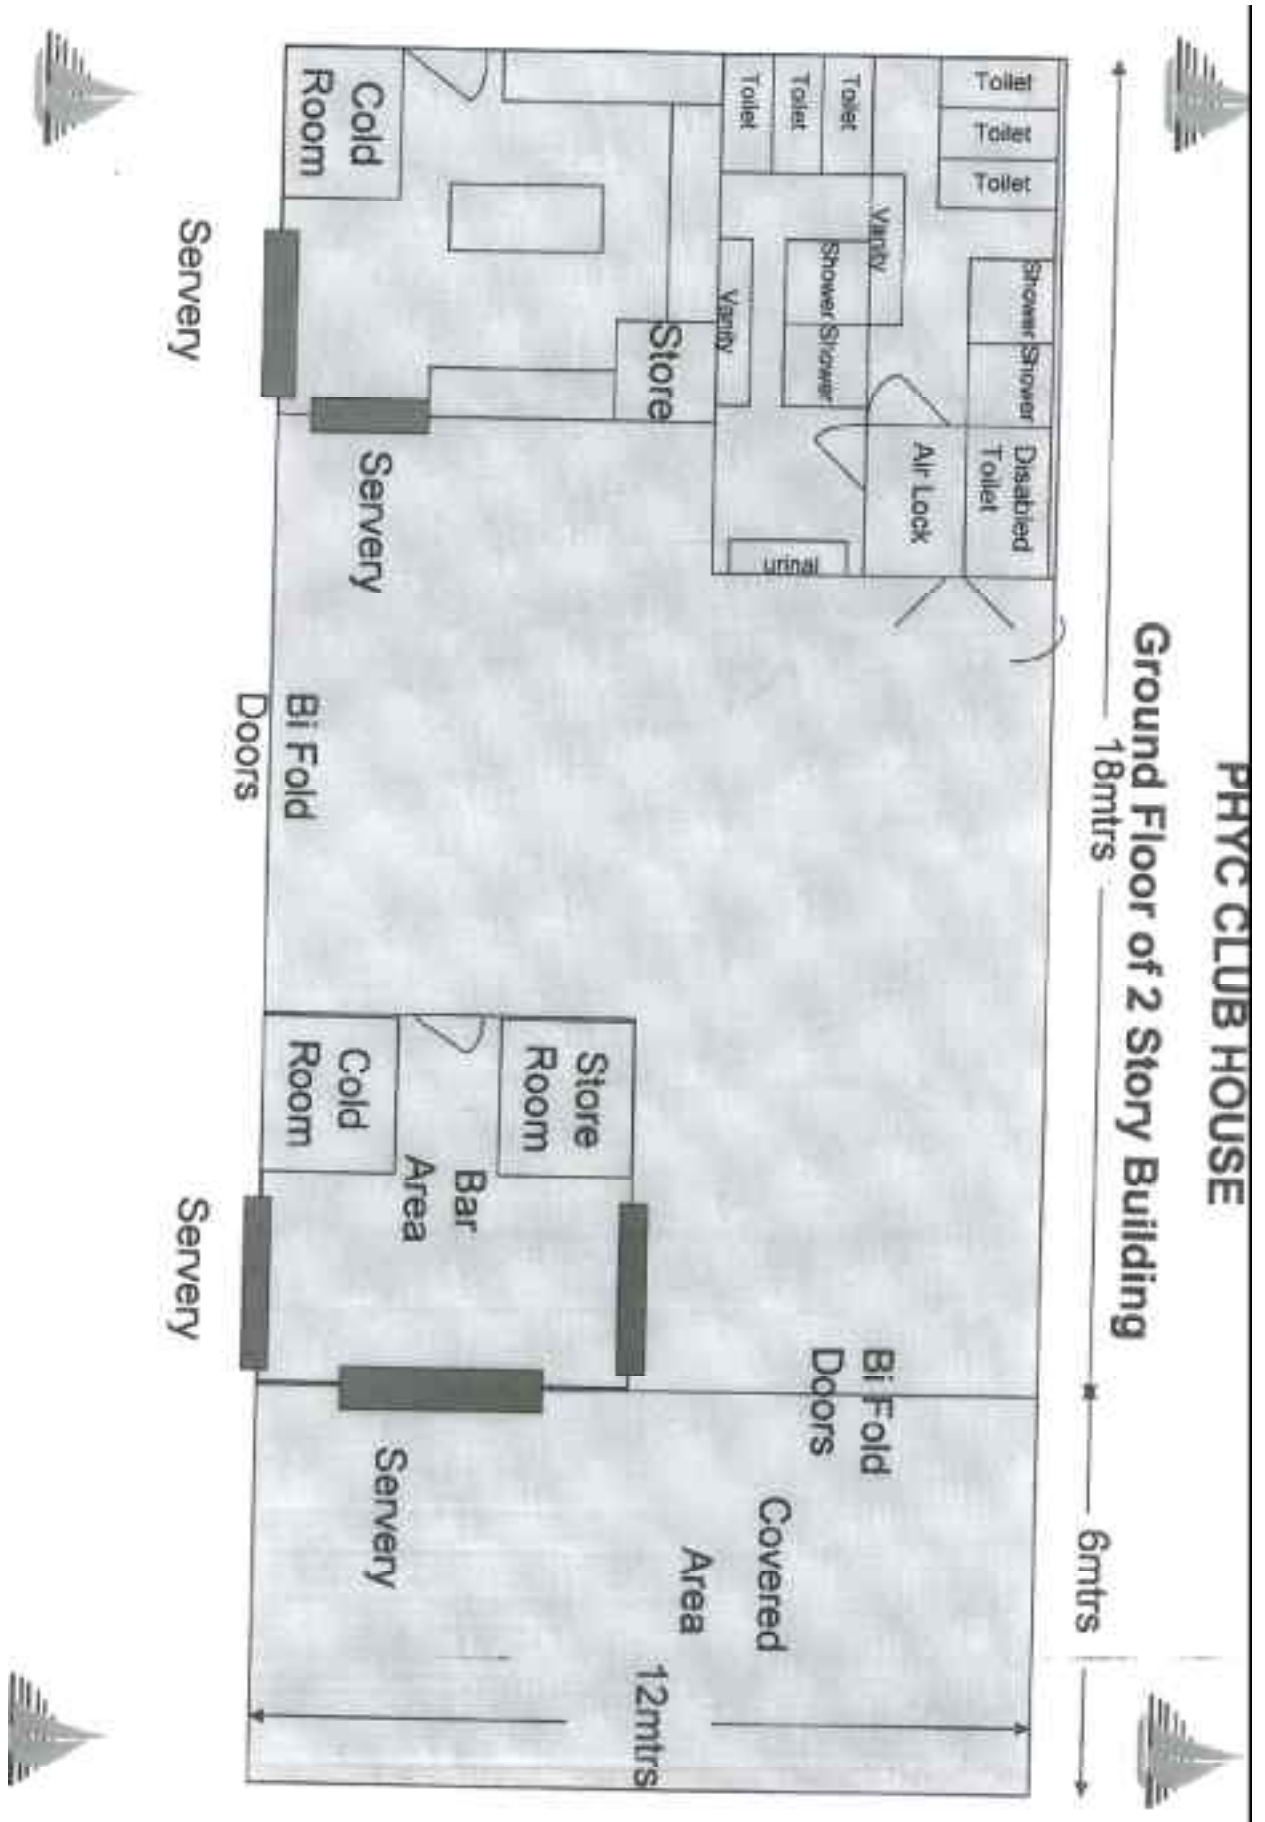 PHYC CLUB HOUSE
Ground Floor of 2 Story Building
18mtrs
6mtrs
Toilet
Toilet
Toilet
Shower
Shower
Disabled
Toilet
Air Lock
Toilet
Toilet
Toilet
Vanity
Shower
Shower
Vanity
urinal
Store
Cold
Room
Servery
Servery
Bi Fold
Doors
Store
Room
Cold
Room
Bar
Area
Servery
Servery
Bi Fold
Doors
Covered
Area
12mtrs